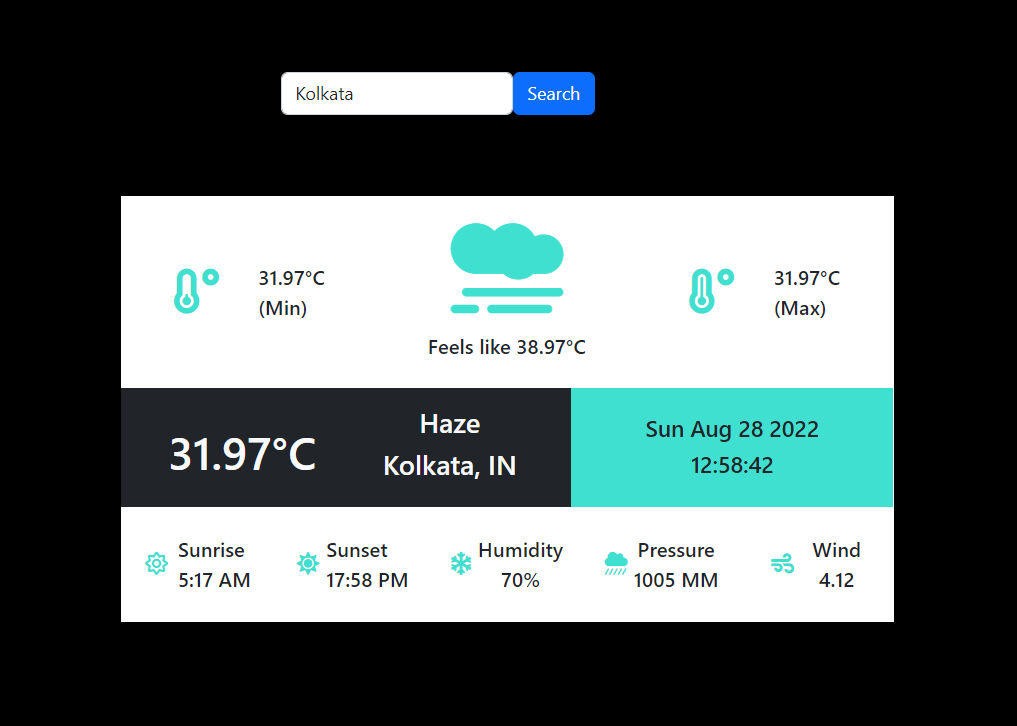 Kolkata
Search
31.97°C
(Min)
Feels like 38.97°C
31.97°C
(Max)
31.97°C
Haze
Kolkata, IN
Sun Aug 28 2022
12:58:42
Sunrise
5:17 AM
Sunset
17:58 PM
Humidity
70%
Pressure
1005 MM
Wind
4.12